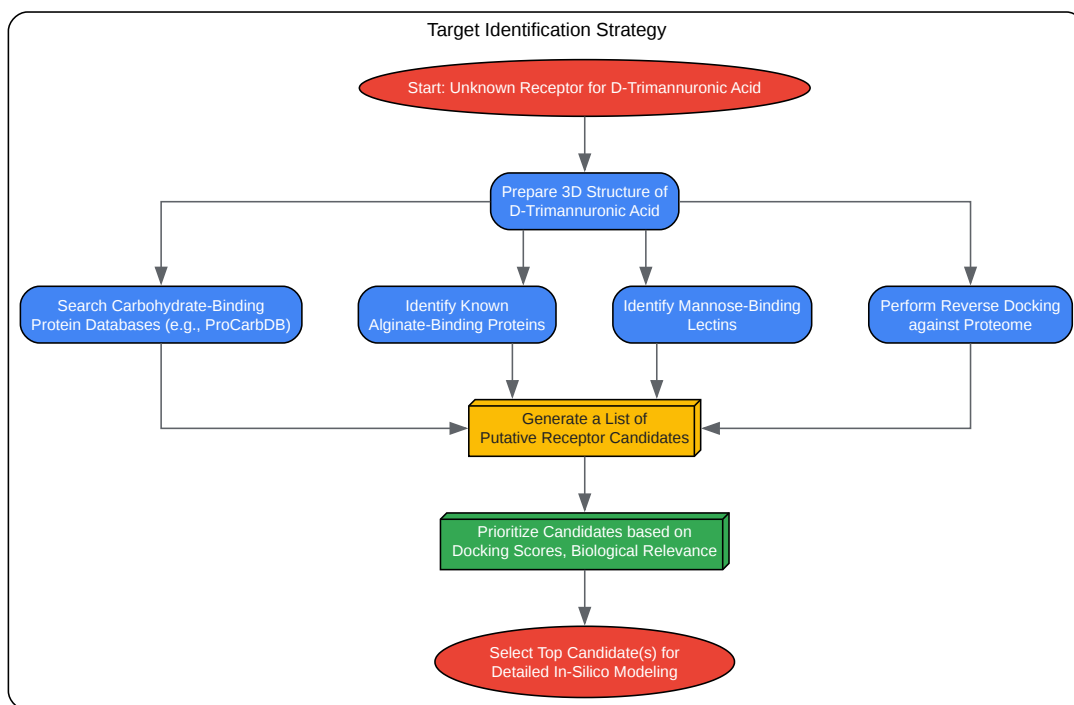 Target Identification Strategy
Start: Unknown Receptor for D-Trimannuronic Acid
Prepare 3D Structure of
D-Trimannuronic Acid
Search Carbohydrate-Binding
Protein Databases (e.g., ProCarbDB)
Identify Known
Alginate-Binding Proteins
Identify Mannose-Binding
Lectins
Perform Reverse Docking
against Proteome
Generate a List of
Putative Receptor Candidates
Prioritize Candidates based on
Docking Scores, Biological Relevance
Select Top Candidate(s) for
Detailed In-Silico Modeling